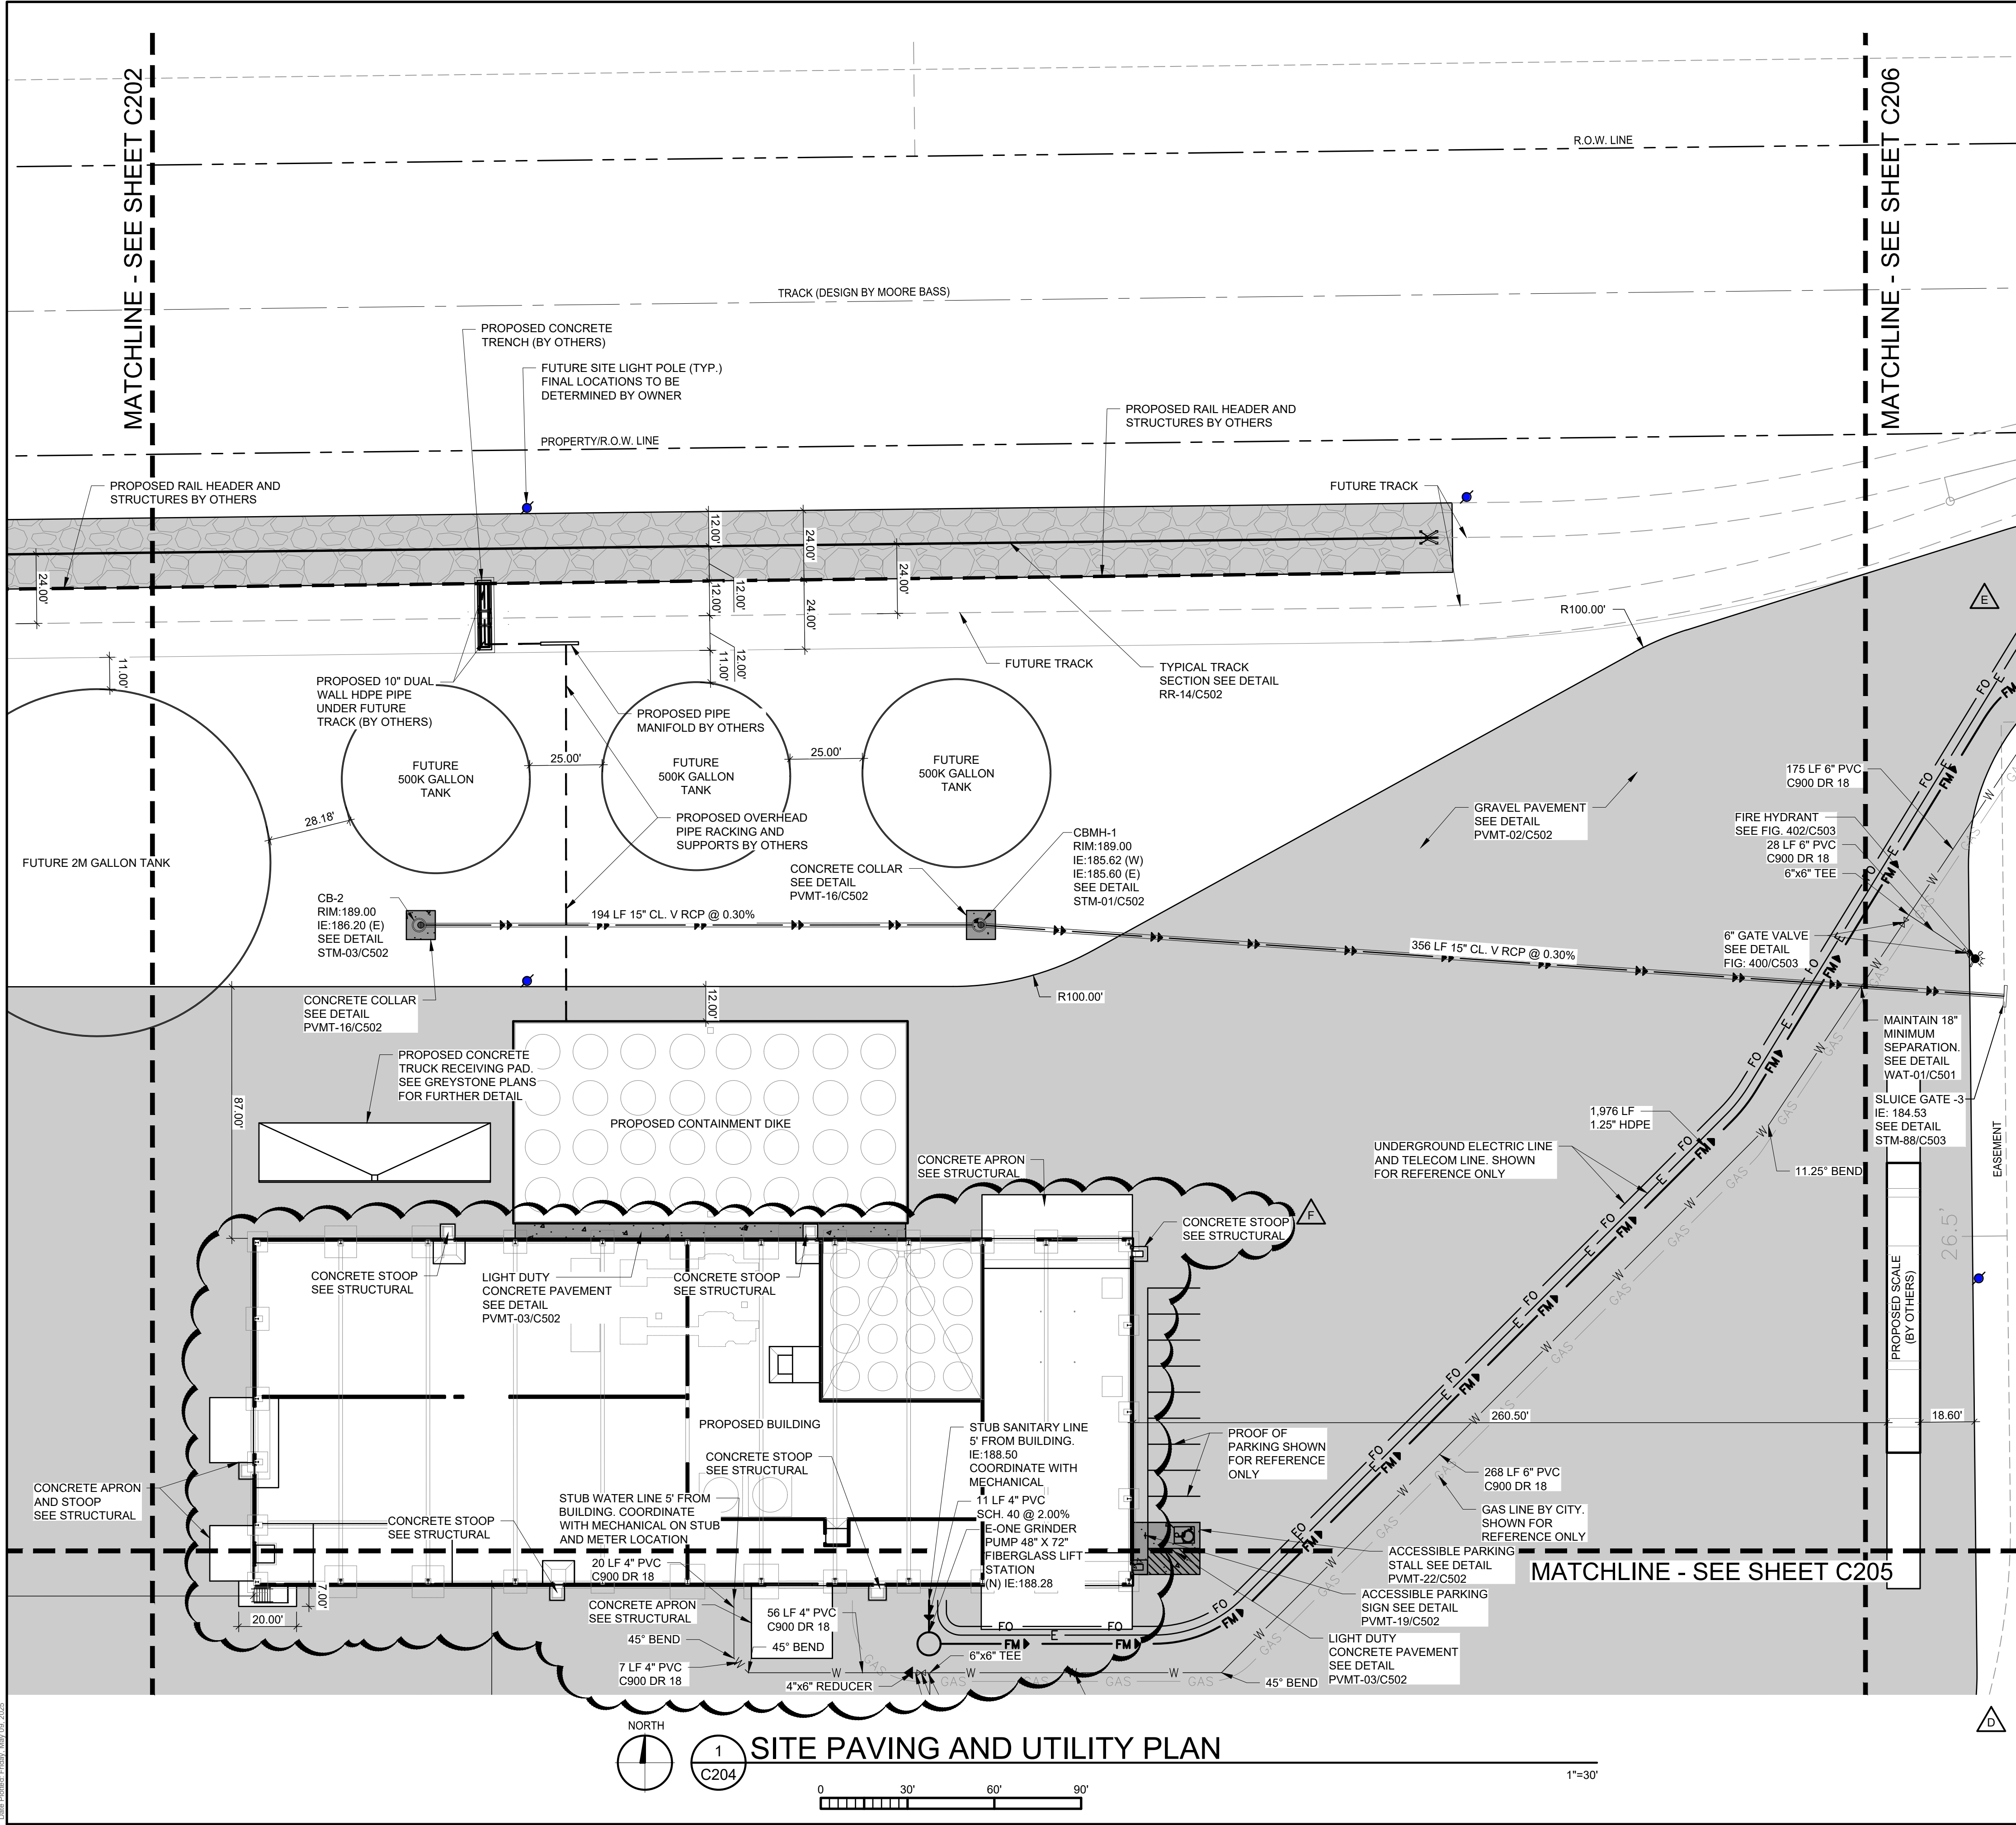 MATCHLINE - SEE SHEET C202
MATCHLINE - SEE SHEET C206
R.O.W. LINE
TRACK (DESIGN BY MOORE BASS)
PROPOSED CONCRETE
TRENCH (BY OTHERS)
FUTURE SITE LIGHT POLE (TYP.)
FINAL LOCATIONS TO BE
DETERMINED BY OWNER
PROPOSED RAIL HEADER AND
STRUCTURES BY OTHERS
PROPERTY/R.O.W. LINE
PROPOSED RAIL HEADER AND
STRUCTURES BY OTHERS
FUTURE TRACK
12.00'
24.00'
24.00'
12.00'
12.00'
24.00'
24.00'
12.00'
11.00'
11.00'
R100.00'
E
FUTURE TRACK
TYPICAL TRACK
SECTION SEE DETAIL
RR-14/C502
PROPOSED 10" DUAL
WALL HDPE PIPE
UNDER FUTURE
TRACK (BY OTHERS)
PROPOSED PIPE
MANIFOLD BY OTHERS
25.00'
25.00'
FUTURE
500K GALLON
TANK
FUTURE
500K GALLON
TANK
FUTURE
500K GALLON
TANK
28.18'
FUTURE 2M GALLON TANK
PROPOSED OVERHEAD
PIPE RACKING AND
SUPPORTS BY OTHERS
CBMH-1
RIM:189.00
IE:185.62 (W)
IE:185.60 (E)
SEE DETAIL
STM-01/C502
CONCRETE COLLAR
SEE DETAIL
PVMT-16/C502
GRAVEL PAVEMENT
SEE DETAIL
PVMT-02/C502
175 LF 6" PVC
C900 DR 18
FIRE HYDRANT
SEE FIG. 402/C503
28 LF 6" PVC
C900 DR 18
6"x6" TEE
CB-2
RIM:189.00
IE:186.20 (E)
SEE DETAIL
STM-03/C502
194 LF 15" CL. V RCP @ 0.30%
356 LF 15" CL. V RCP @ 0.30%
6" GATE VALVE
SEE DETAIL
FIG: 400/C503
CONCRETE COLLAR
SEE DETAIL
PVMT-16/C502
12.00'
R100.00'
MAINTAIN 18"
MINIMUM
SEPARATION.
SEE DETAIL
WAT-01/C501
PROPOSED CONCRETE
TRUCK RECEIVING PAD.
SEE GREYSTONE PLANS
FOR FURTHER DETAIL
87.00'
PROPOSED CONTAINMENT DIKE
1,976 LF
1.25" HDPE
SLUICE GATE -3
IE: 184.53
SEE DETAIL
STM-88/C503
EASEMENT
UNDERGROUND ELECTRIC LINE
AND TELECOM LINE. SHOWN
FOR REFERENCE ONLY
11.25° BEND
CONCRETE APRON
SEE STRUCTURAL
F
CONCRETE STOOP
SEE STRUCTURAL
26.5'
CONCRETE STOOP
SEE STRUCTURAL
LIGHT DUTY
CONCRETE PAVEMENT
SEE DETAIL
PVMT-03/C502
CONCRETE STOOP
SEE STRUCTURAL
PROPOSED SCALE
(BY OTHERS)
PROPOSED BUILDING
260.50'
18.60'
STUB SANITARY LINE
5' FROM BUILDING.
IE:188.50
COORDINATE WITH
MECHANICAL
PROOF OF
PARKING SHOWN
FOR REFERENCE
ONLY
CONCRETE STOOP
SEE STRUCTURAL
268 LF 6" PVC
C900 DR 18
CONCRETE APRON
AND STOOP
SEE STRUCTURAL
STUB WATER LINE 5' FROM
BUILDING. COORDINATE
WITH MECHANICAL ON STUB
AND METER LOCATION
11 LF 4" PVC
SCH. 40 @ 2.00%
GAS LINE BY CITY.
SHOWN FOR
REFERENCE ONLY
CONCRETE STOOP
SEE STRUCTURAL
E-ONE GRINDER
PUMP 48" X 72"
FIBERGLASS LIFT
STATION
(N) IE:188.28
20 LF 4" PVC
C900 DR 18
ACCESSIBLE PARKING
STALL SEE DETAIL
PVMT-22/C502
MATCHLINE - SEE SHEET C205
7.00'
20.00'
CONCRETE APRON
SEE STRUCTURAL
56 LF 4" PVC
C900 DR 18
ACCESSIBLE PARKING
SIGN SEE DETAIL
PVMT-19/C502
45° BEND
45° BEND
LIGHT DUTY
CONCRETE PAVEMENT
SEE DETAIL
PVMT-03/C502
7 LF 4" PVC
C900 DR 18
6"x6" TEE
4"x6" REDUCER
45° BEND
FO
E
FM
W
GAS
D
NORTH
1
C204
SITE PAVING AND UTILITY PLAN
1"=30'
0 30' 60' 90'
Date Plotted: Friday, May 09, 2025